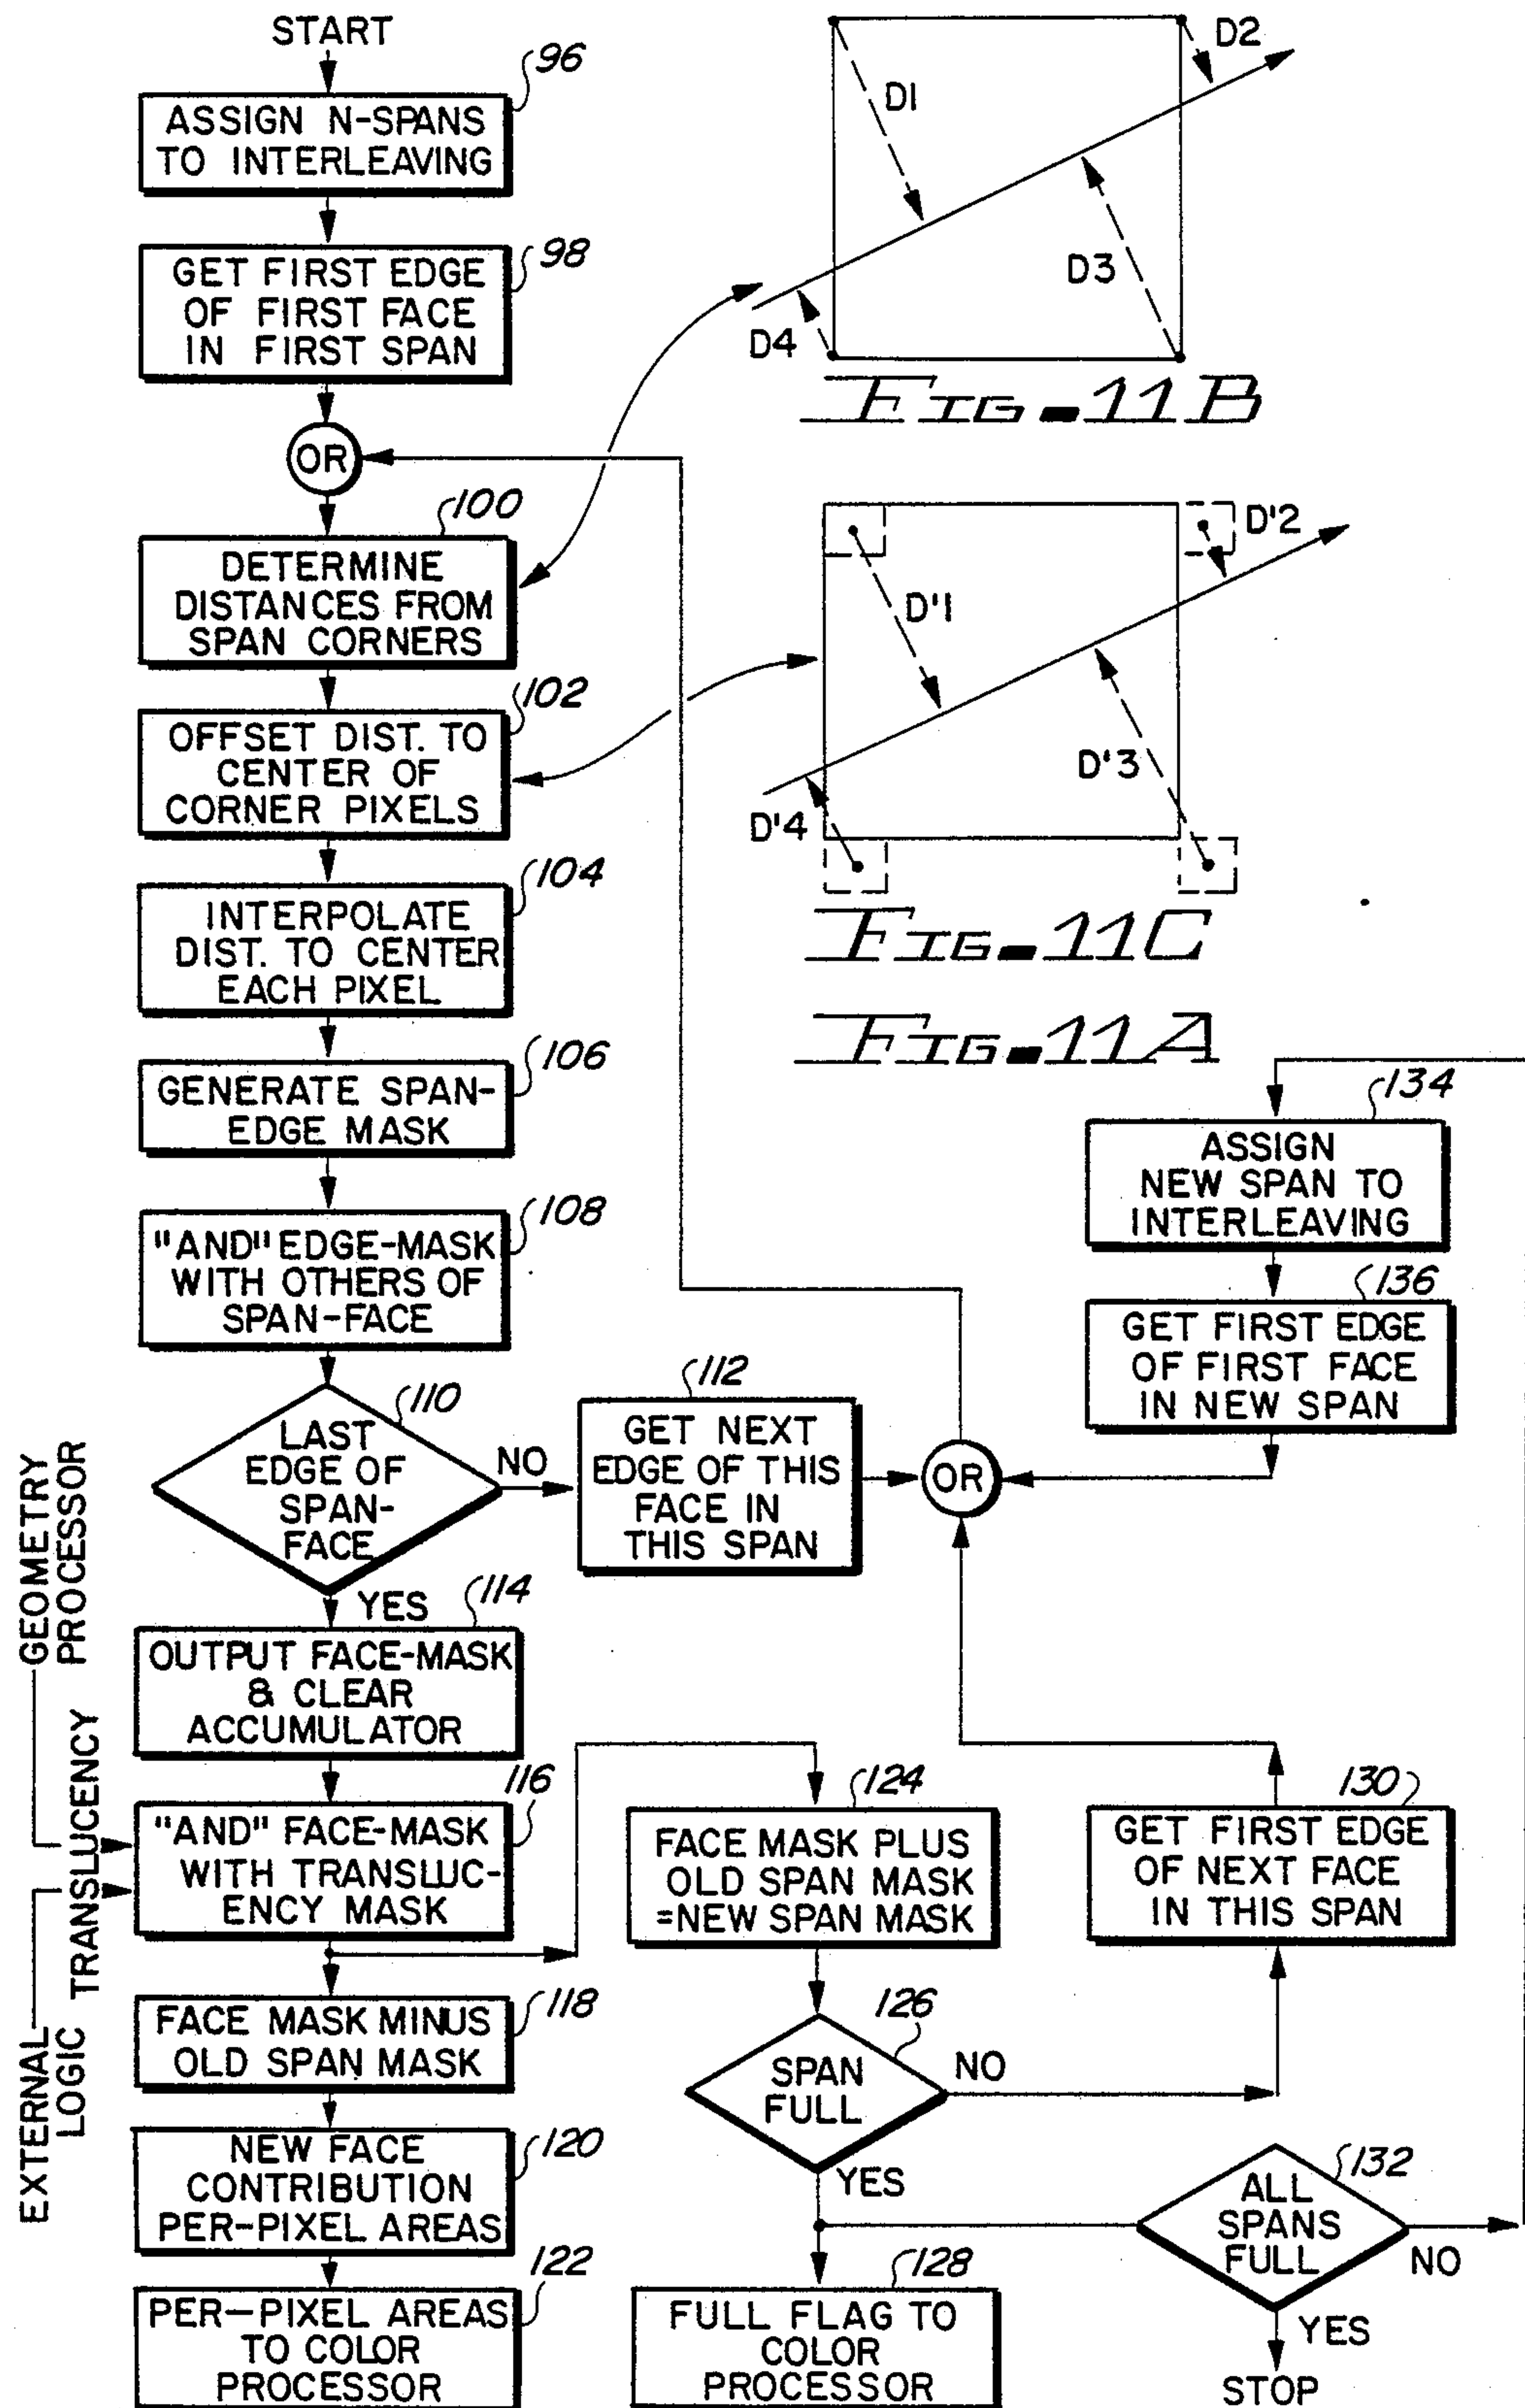 START
96
ASSIGN N-SPANS
TO INTERLEAVING
98
GET FIRST EDGE
OF FIRST FACE
IN FIRST SPAN
OR
100
DETERMINE
DISTANCES FROM
SPAN CORNERS
102
OFFSET DIST. TO
CENTER OF
CORNER PIXELS
104
INTERPOLATE
DIST. TO CENTER
EACH PIXEL
106
GENERATE SPAN-
EDGE MASK
108
"AND" EDGE-MASK
WITH OTHERS OF
SPAN-FACE
110
LAST
EDGE OF
SPAN-
FACE
NO
YES
112
GET NEXT
EDGE OF THIS
FACE IN
THIS SPAN
OR
114
OUTPUT FACE-MASK
& CLEAR
ACCUMULATOR
GEOMETRY
PROCESSOR
TRANSLUCENCY
EXTERNAL
LOGIC
116
"AND" FACE-MASK
WITH TRANSLUC-
ENCY MASK
118
FACE MASK MINUS
OLD SPAN MASK
120
NEW FACE
CONTRIBUTION
PER-PIXEL AREAS
122
PER-PIXEL AREAS
TO COLOR
PROCESSOR
124
FACE MASK PLUS
OLD SPAN MASK
=NEW SPAN MASK
126
SPAN
FULL
NO
YES
128
FULL FLAG TO
COLOR
PROCESSOR
130
GET FIRST EDGE
OF NEXT FACE
IN THIS SPAN
132
ALL
SPANS
FULL
NO
YES
STOP
134
ASSIGN
NEW SPAN TO
INTERLEAVING
136
GET FIRST EDGE
OF FIRST FACE
IN NEW SPAN
D1
D2
D3
D4
FIG-11B
D'1
D'2
D'3
D'4
FIG-11C
FIG-11A